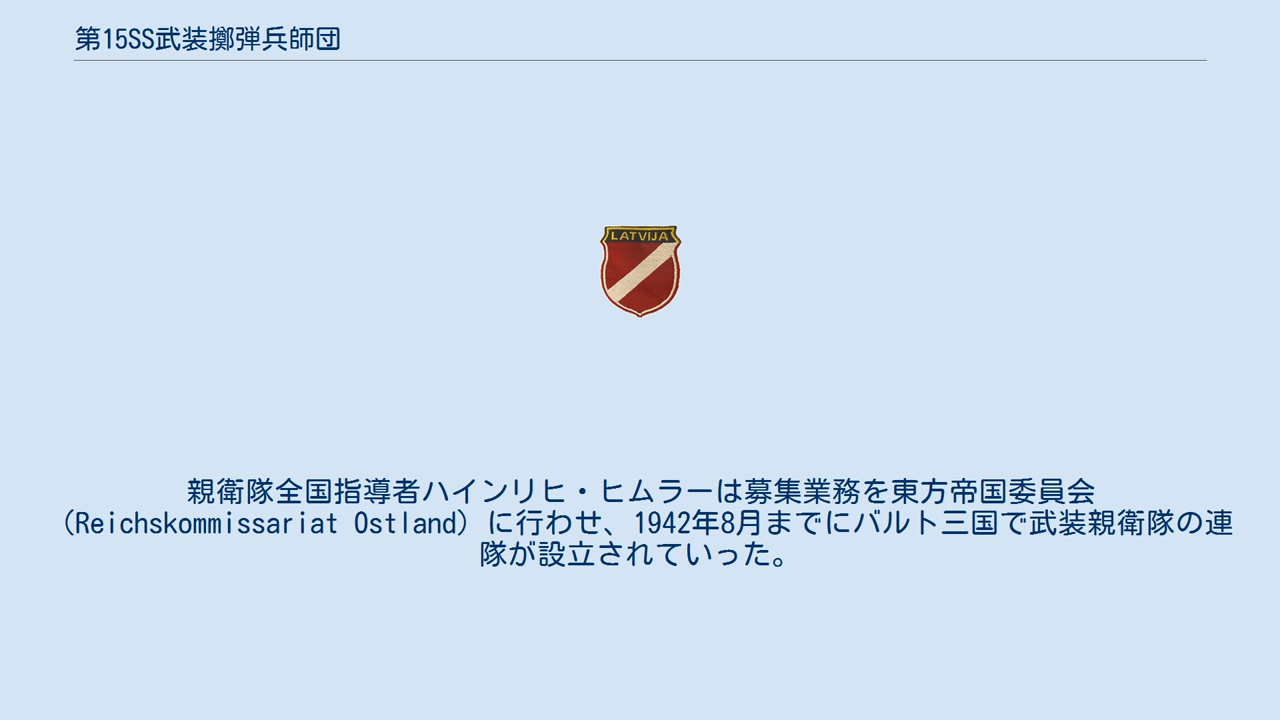 第15SS武装擲弾兵師団
LATVIJA
親衛隊全国指導者ハインリヒ・ヒムラーは募集業務を東方帝国委員会
（Reichskommissariat Ostland）に行わせ、1942年8月までにバルト三国で武装親衛隊の連
隊が設立されていった。